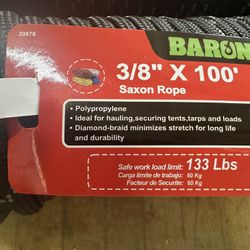 29878
BARON
3/8" X 100'
Saxon Rope
• Polypropylene
• Ideal for hauling,securing tents,tarps and loads
• Diamond-braid minimizes stretch for long life
and durability
Safe work load limit: 133 Lbs
Carga limite de trabajo: 60 Kg
Facteur de Securite: 60 Kg